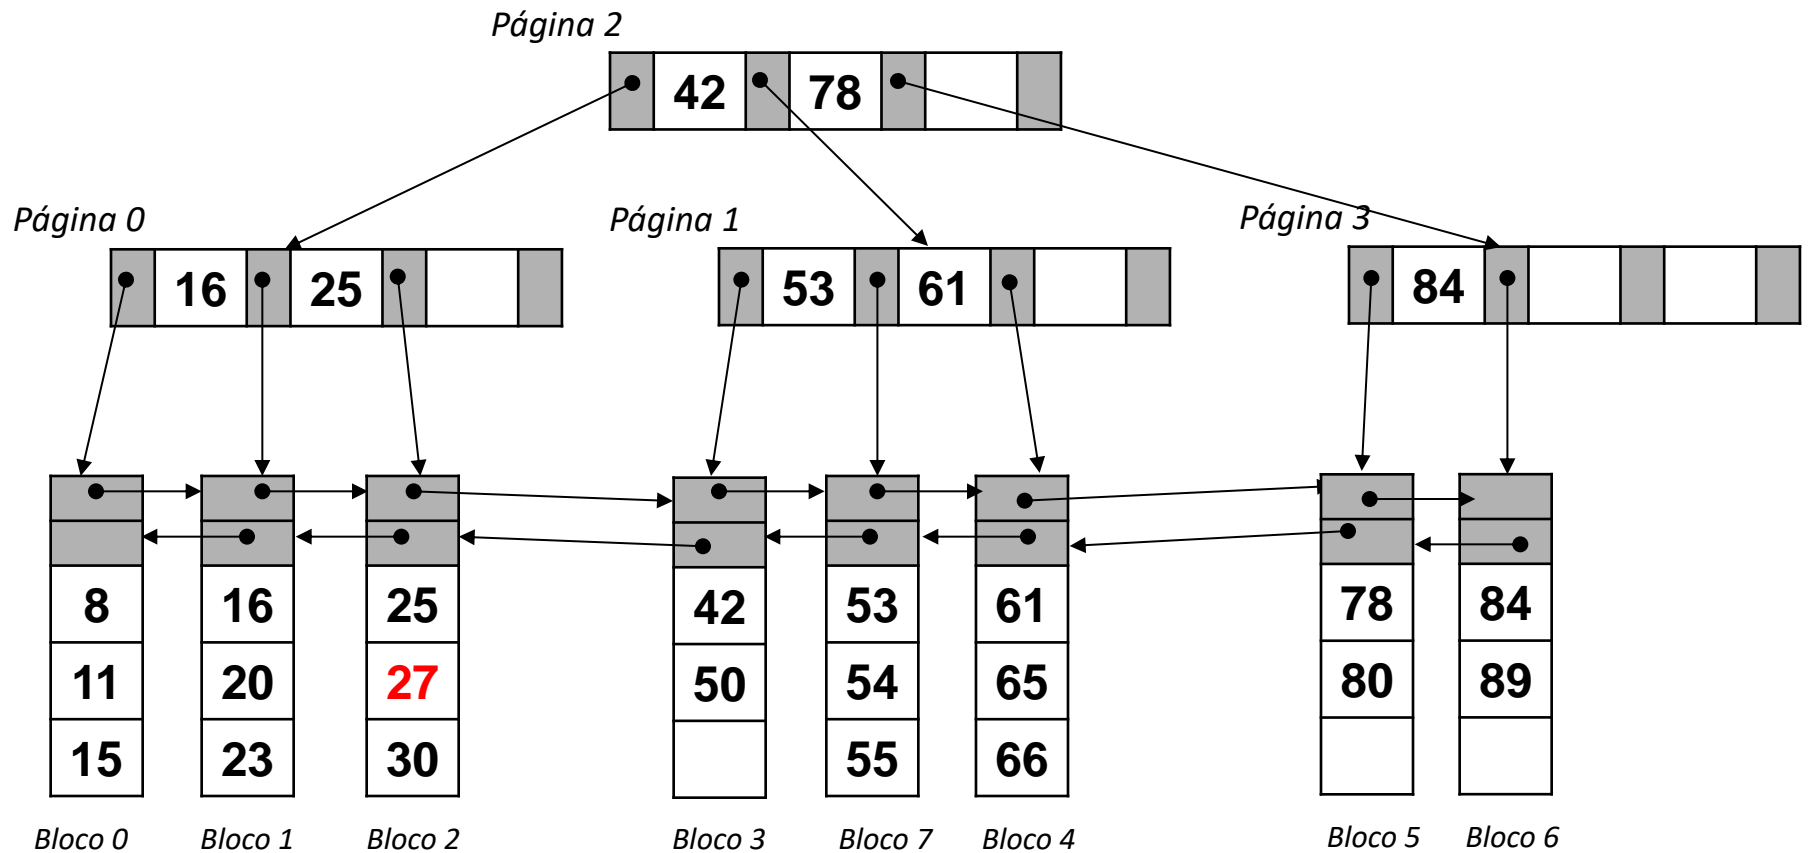 Página 2
42 78
Página 0 Página 1 Página 3
16 25 53 61 84
8 16 25 42 53 61 78 84
11 20 27 50 54 65 80 89
15 23 30 55 66
Bloco 0 Bloco 1 Bloco 2 Bloco 3 Bloco 7 Bloco 4 Bloco 5 Bloco 6